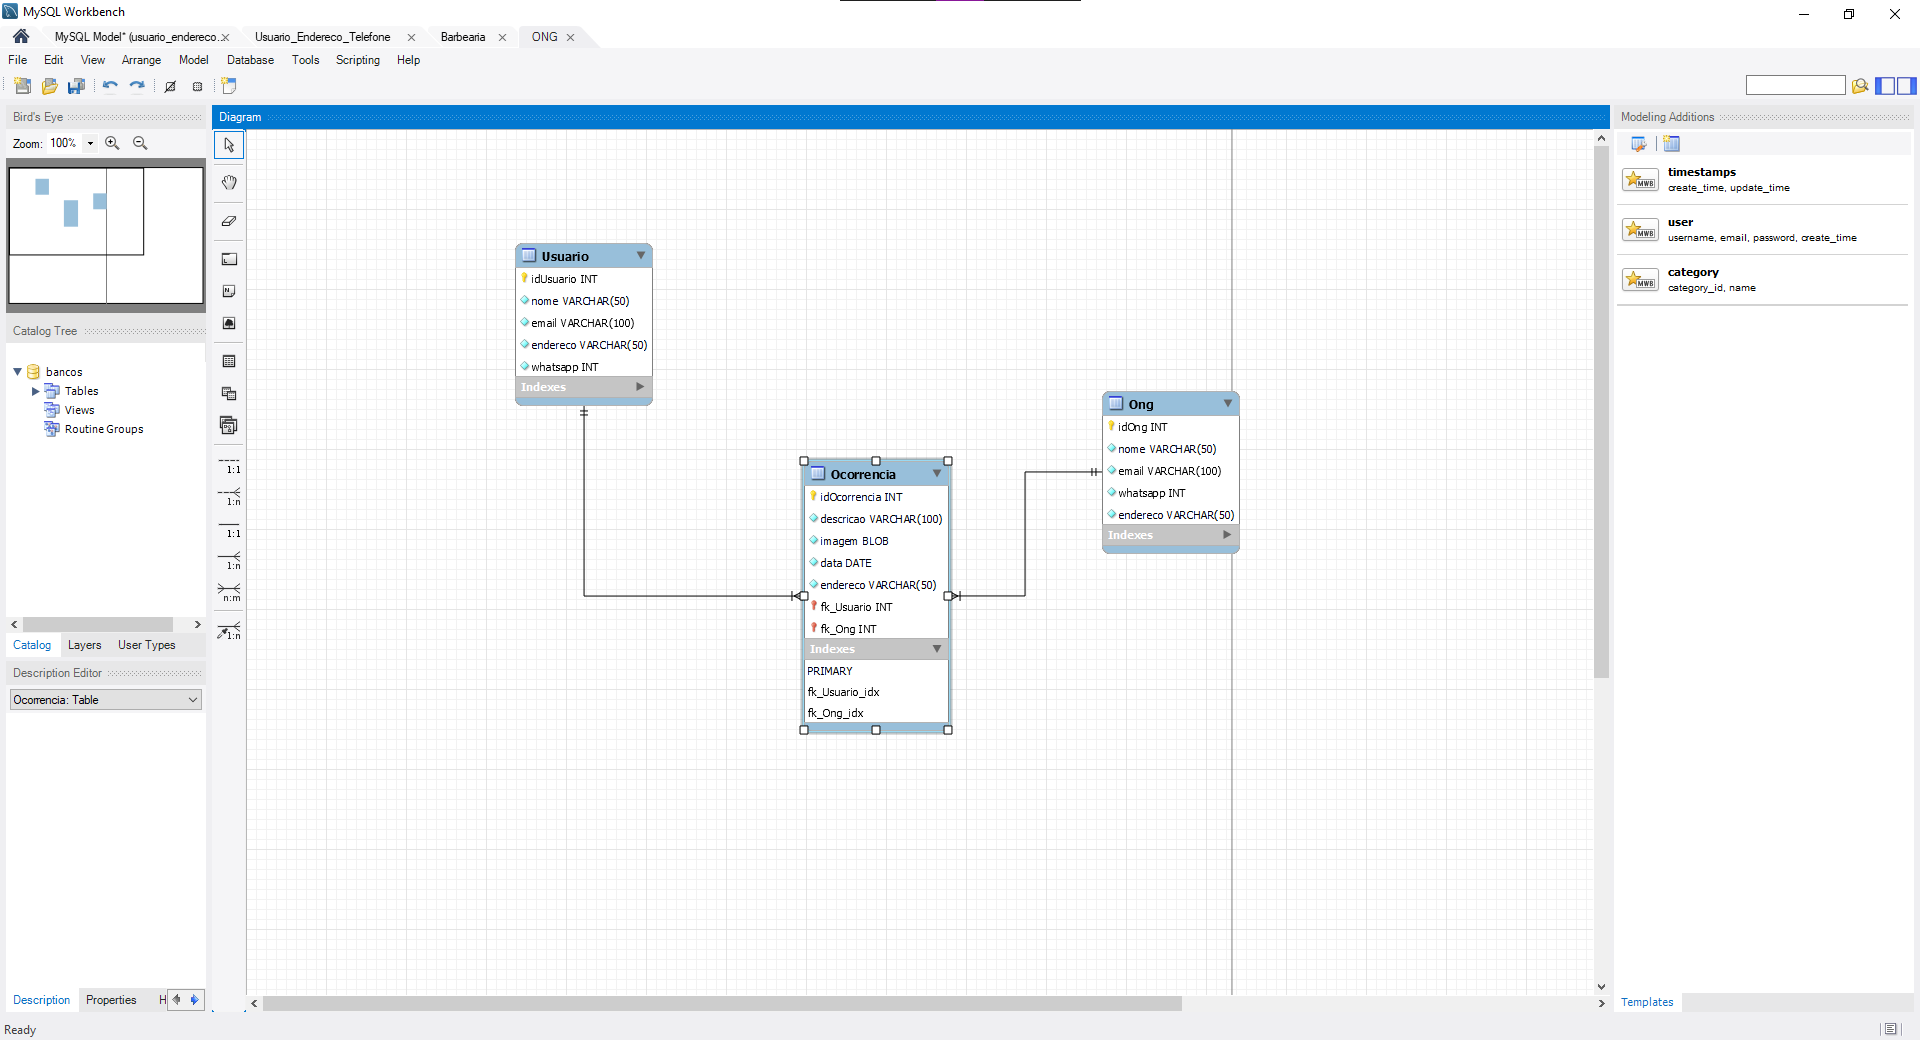 MySQL Workbench
MySQL Model* (usuario_endereco.
Usuario_Endereco_Telefone
Barbearia
ONG
File Edit View Arrange Model Database Tools Scripting Help
Bird's Eye
Zoom: 100%
Catalog Tree
bancos
Tables
Views
Routine Groups
Catalog Layers User Types
Description Editor
Ocorrencia: Table
Description Properties H
Ready
Diagram
1:1
1:n
1:1
1:n
n:m
1:n
Usuario
idUsuario INT
nome VARCHAR(50)
email VARCHAR(100)
endereco VARCHAR(50)
whatsapp INT
Indexes
Ocorrencia
idOcorrencia INT
descricao VARCHAR(100)
imagem BLOB
data DATE
endereco VARCHAR(50)
fk_Usuario INT
fk_Ong INT
Indexes
PRIMARY
fk_Usuario_idx
fk_Ong_idx
Ong
idOng INT
nome VARCHAR(50)
email VARCHAR(100)
whatsapp INT
endereco VARCHAR(50)
Indexes
Modeling Additions
MWB
timestamps
create_time, update_time
MWB
user
username, email, password, create_time
MWB
category
category_id, name
Templates